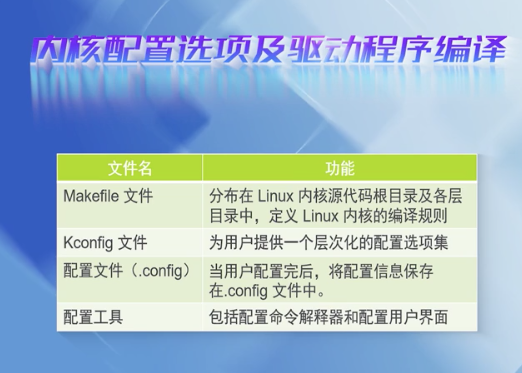 内核配置选项及驱动程序编译
文件名 功能
Makefile 文件 分布在 Linux 内核源代码根目录及各层
目录中，定义 Linux 内核的编译规则
Kconfig 文件 为用户提供一个层次化的配置选项集
配置文件（.config） 当用户配置完后，将配置信息保存
在.config 文件中。
配置工具 包括配置命令解释器和配置用户界面